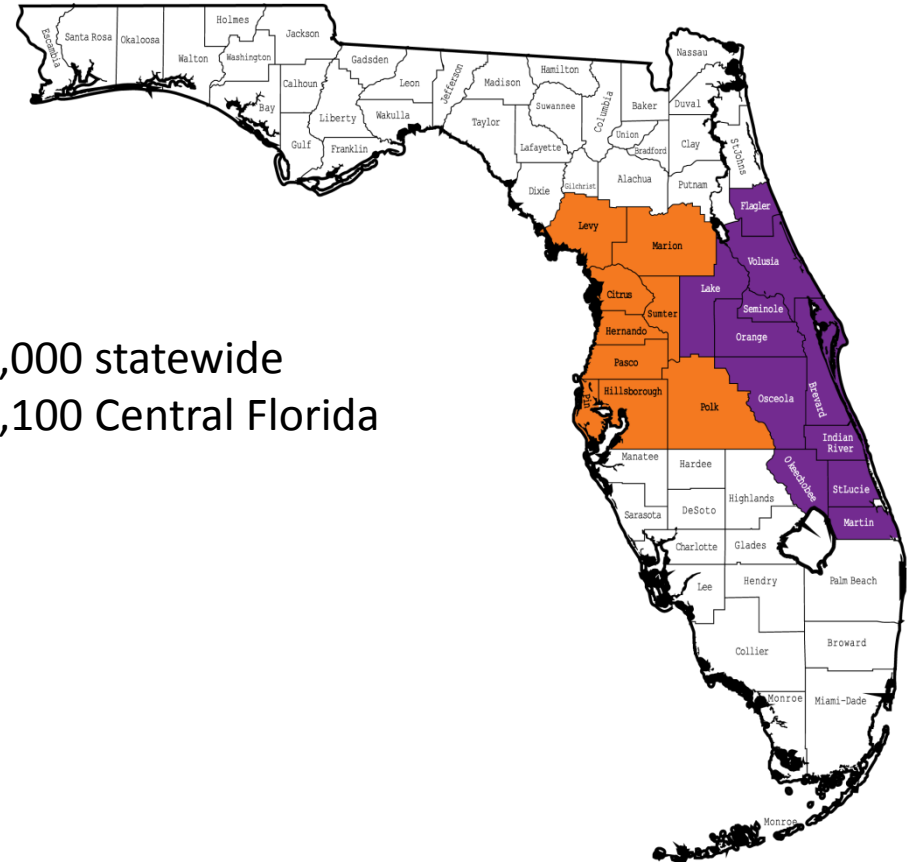 Holmes
Jackson
Escambia
Santa Rosa
Okaloosa
Walton
Washington
Bay
Calhoun
Gulf
Liberty
Franklin
Gadsden
Leon
Wakulla
Jefferson
Madison
Taylor
Hamilton
Suwannee
Lafayette
Dixie
Columbia
Gilchrist
Baker
Union
Bradford
Alachua
Nassau
Duval
Clay
Putnam
StJohns
Flagler
Levy
Marion
Volusia
Citrus
Sumter
Lake
Seminole
Hernando
Orange
,000 statewide
Pasco
Hillsborough
Pin
Polk
Osceola
Brevard
,100 Central Florida
Indian
River
Manatee
Hardee
Okeechobee
Highlands
StLucie
Sarasota
DeSoto
Martin
Charlotte
Glades
Lee
Hendry
Palm Beach
Collier
Broward
Monroe
Miami-Dade
Monroe